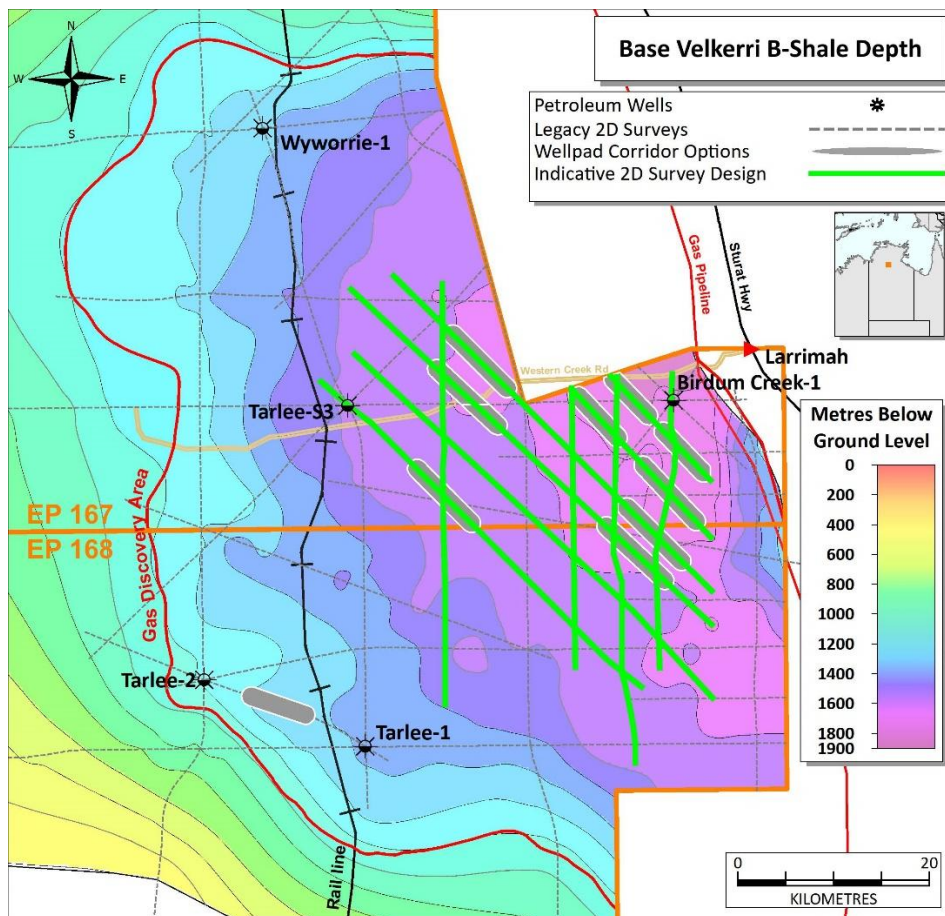 Base Velkerri B-Shale Depth
N
W
E
S
Petroleum Wells
Legacy 2D Surveys
Wellpad Corridor Options
Indicative 2D Survey Design
Wyworrie-1
Gas Pipeline
Sturat Hwy
Larrimah
Western Creek Rd
Birdum Creek-1
Tarlee-S3
Metres Below
Ground Level
0
200
400
600
800
1000
1200
1400
1600
1800
1900
EP 167
EP 168
Gas Discovery Area
Tarlee-2
Tarlee-1
Rail line
0
20
KILOMETRES